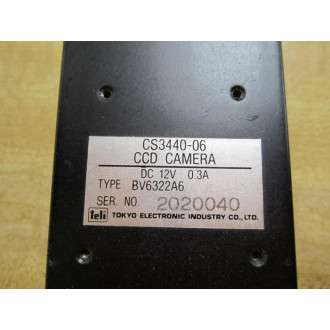 CS3440-06
CCD CAMERA
DC 12V 0.3A
TYPE BV6322A6
SER. NO. 2020040
teli TOKYO ELECTRONIC INDUSTRY CO., LTD.